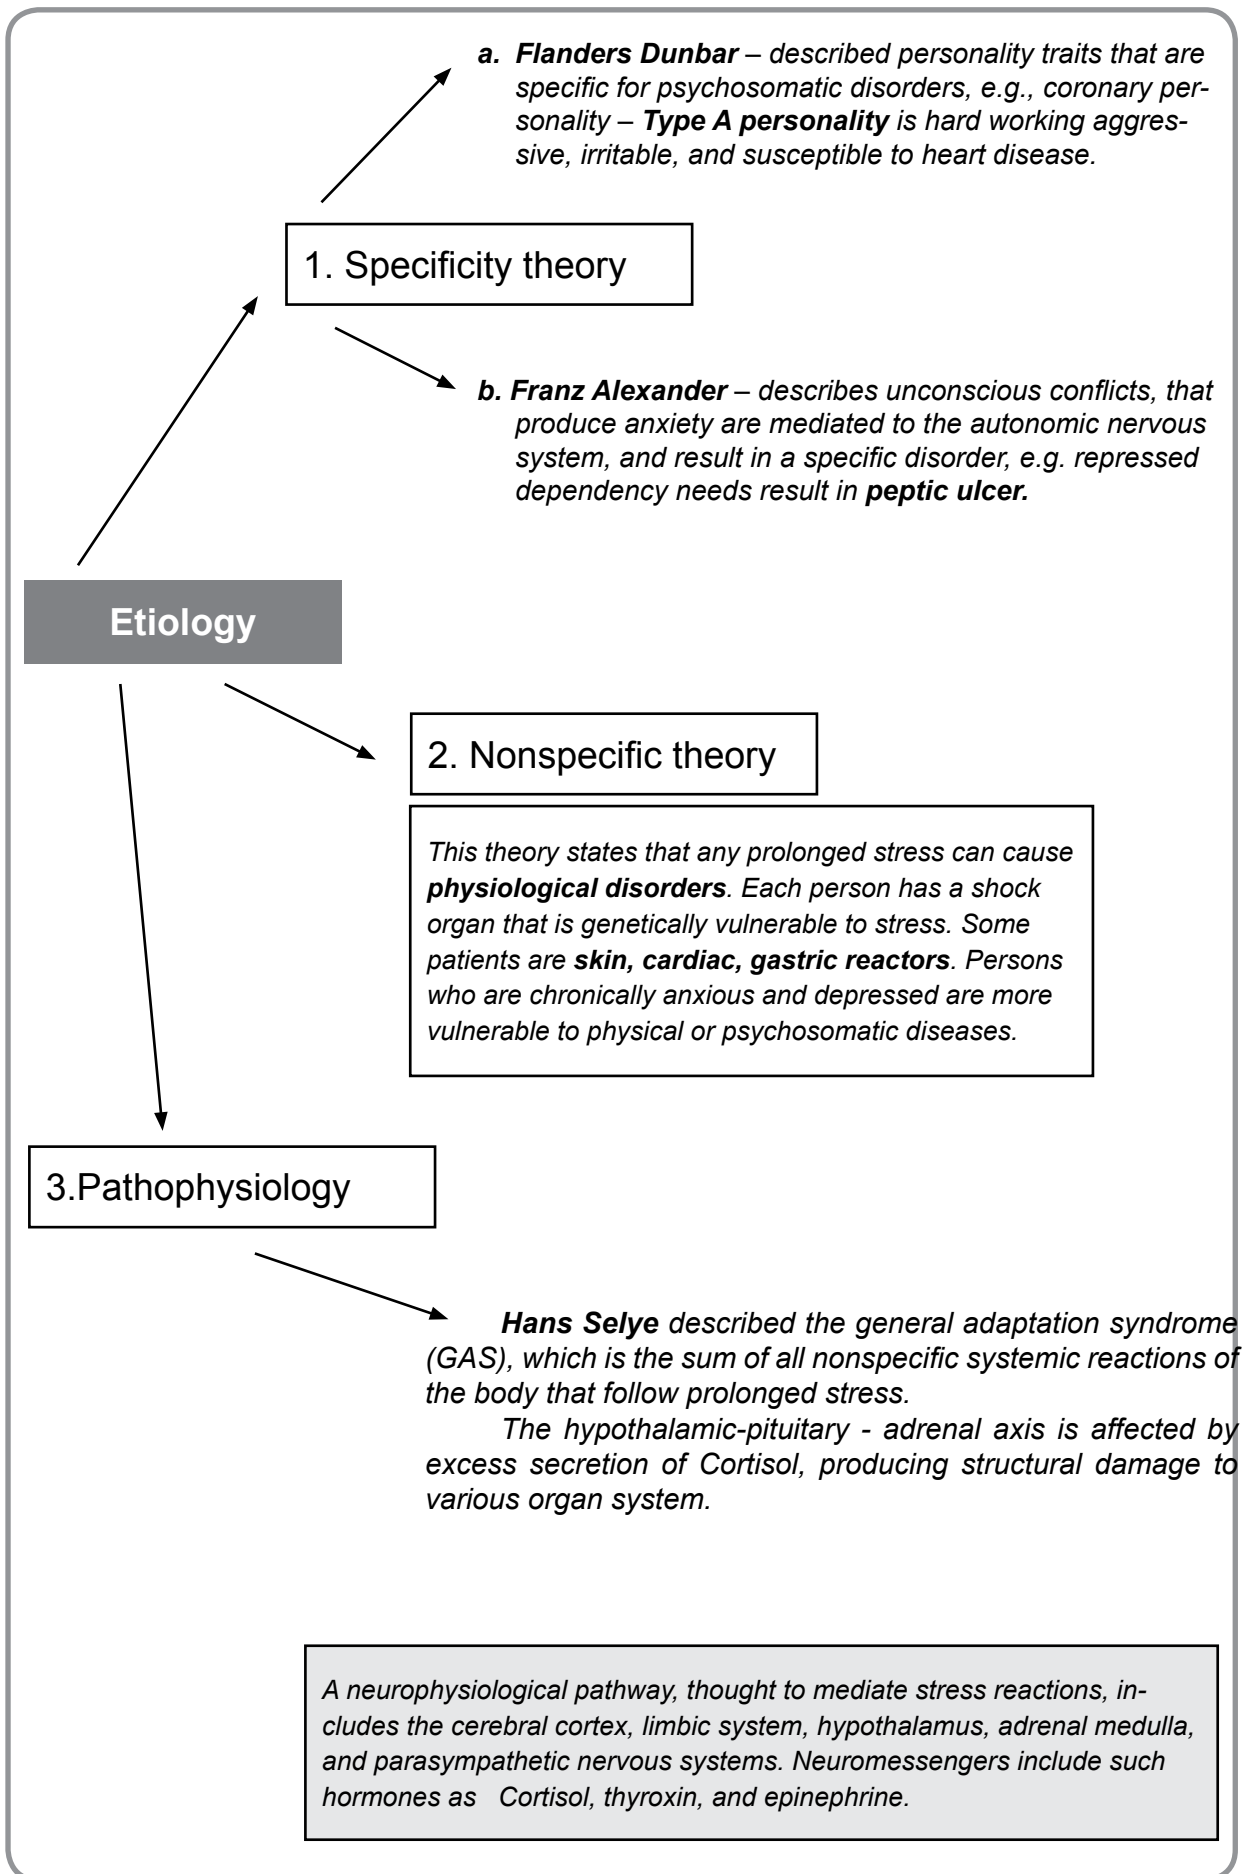 a. Flanders Dunbar – described personality traits that are
specific for psychosomatic disorders, e.g., coronary per-
sonality – Type A personality is hard working aggres-
sive, irritable, and susceptible to heart disease.
1. Specificity theory
b. Franz Alexander – describes unconscious conflicts, that
produce anxiety are mediated to the autonomic nervous
system, and result in a specific disorder, e.g. repressed
dependency needs result in peptic ulcer.
Etiology
2. Nonspecific theory
This theory states that any prolonged stress can cause
physiological disorders. Each person has a shock
organ that is genetically vulnerable to stress. Some
patients are skin, cardiac, gastric reactors. Persons
who are chronically anxious and depressed are more
vulnerable to physical or psychosomatic diseases.
3.Pathophysiology
Hans Selye described the general adaptation syndrome
(GAS), which is the sum of all nonspecific systemic reactions of
the body that follow prolonged stress.
The hypothalamic-pituitary - adrenal axis is affected by
excess secretion of Cortisol, producing structural damage to
various organ system.
A neurophysiological pathway, thought to mediate stress reactions, in-
cludes the cerebral cortex, limbic system, hypothalamus, adrenal medulla,
and parasympathetic nervous systems. Neuromessengers include such
hormones as Cortisol, thyroxin, and epinephrine.